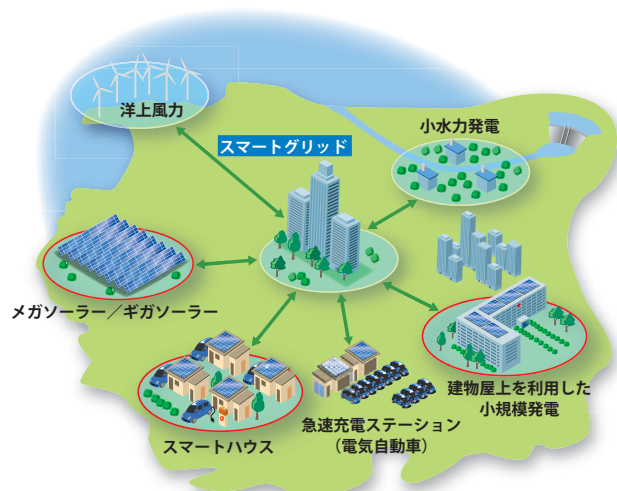 洋上風力
スマートグリッド
小水力発電
メガソーラー／ギガソーラー
建物屋上を利用した
小規模発電
急速充電ステーション
（電気自動車）
スマートハウス